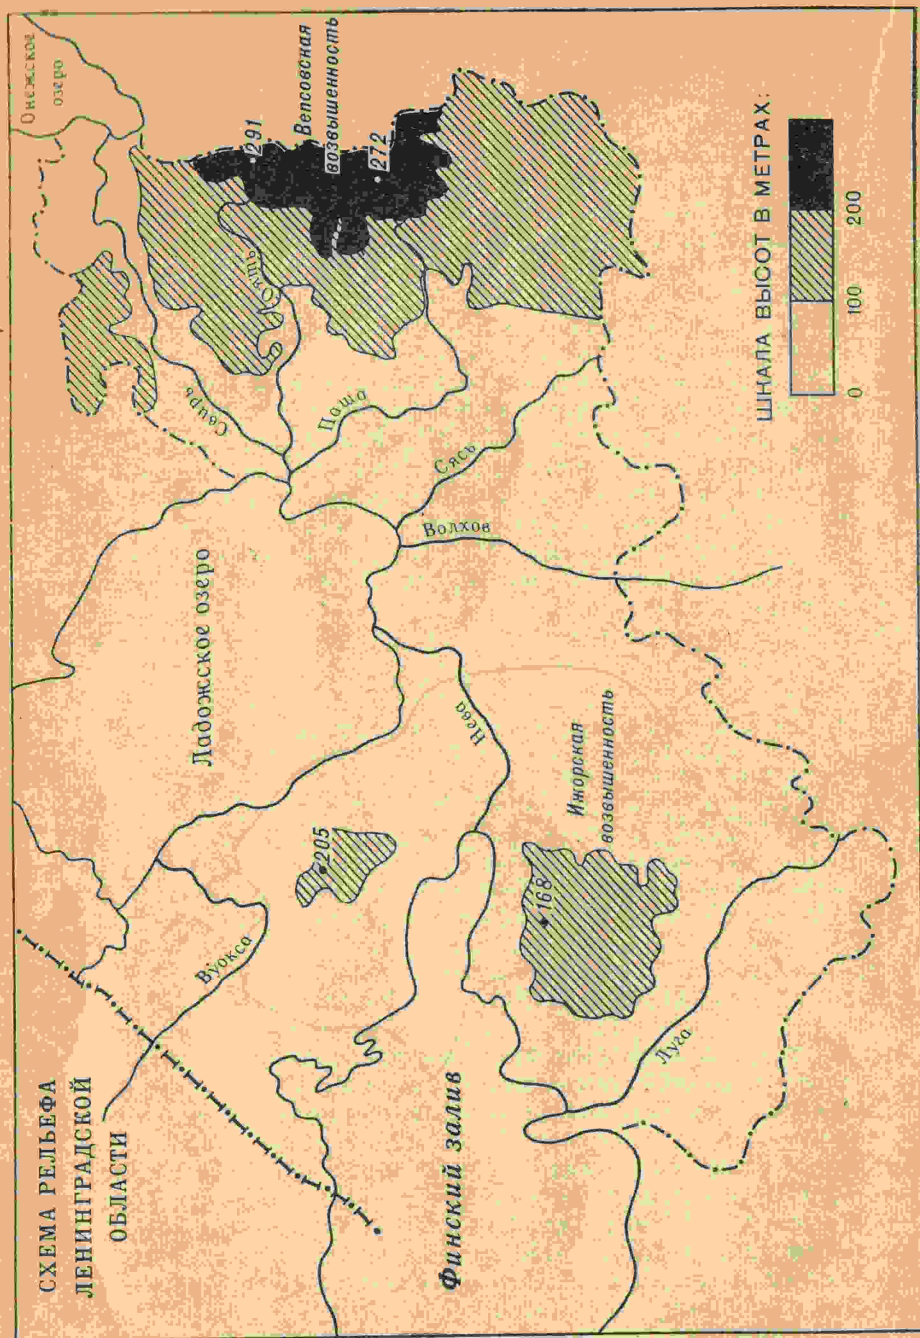 СХЕМА РЕЛЬЕФА
ЛЕНИНГРАДСКОЙ
ОБЛАСТИ
Онежское
озеро
Ладожское озеро
Вуокса
Свирь
Оять
291
Вепсовская
возвышенность
272
Паша
205
Сясь
Волхов
Нева
Финский залив
168
Ижорская
возвышенность
Луга
ШКАЛА ВЫСОТ В МЕТРАХ:
0
100
200